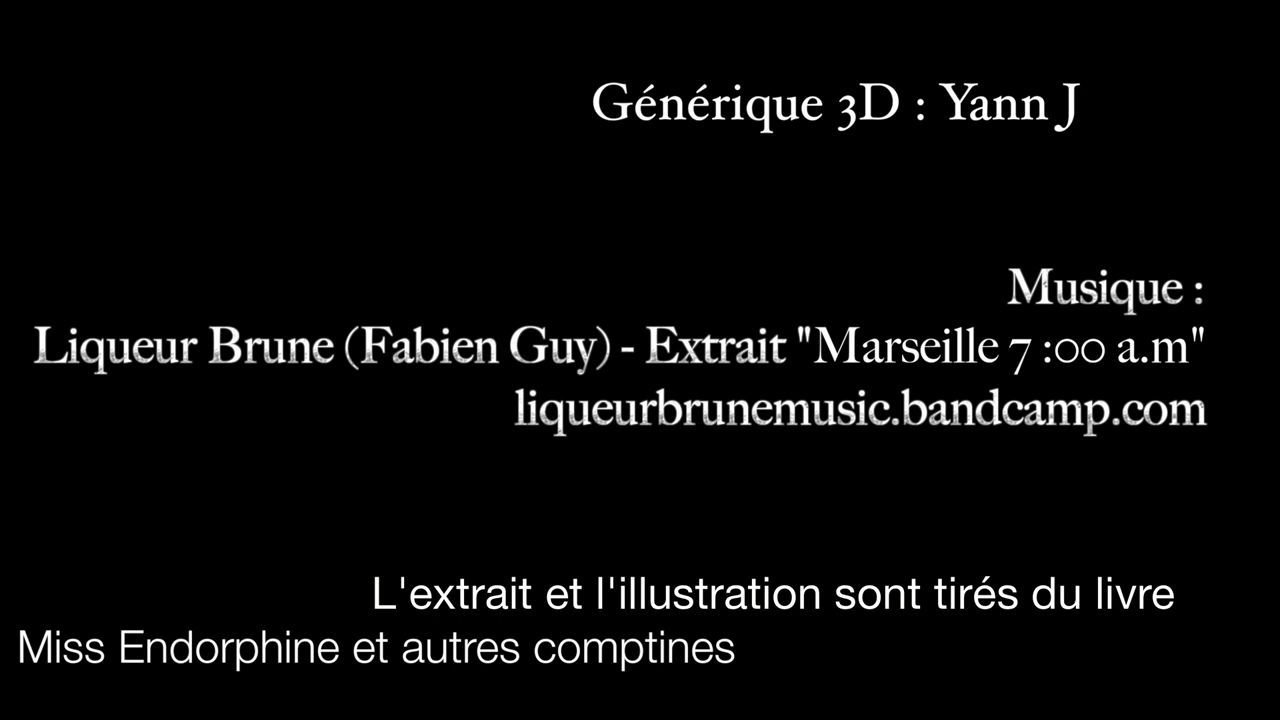 Générique 3D : Yann J
Musique :
Liqueur Brune (Fabien Guy) - Extrait "Marseille 7 :00 a.m"
liqueurbrunemusic.bandcamp.com
L'extrait et l'illustration sont tirés du livre
Miss Endorphine et autres comptines